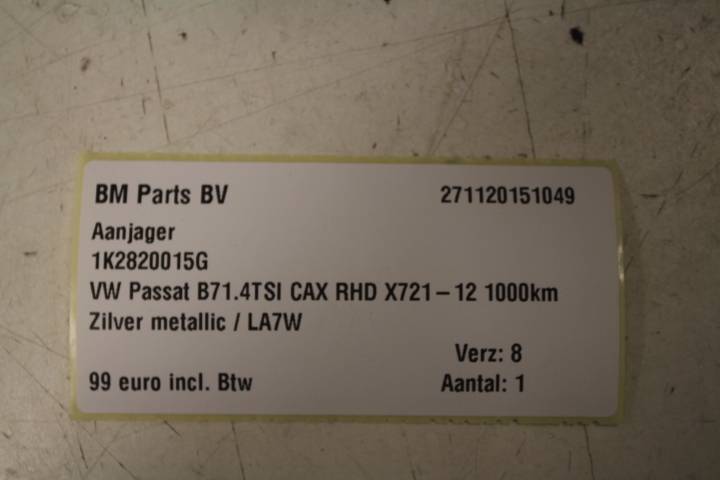 BM Parts BV 271120151049
Aanjager
1K2820015G
VW Passat B71.4TSI CAX RHD X721-12 1000km
Zilver metallic / LA7W
Verz: 8
99 euro incl. Btw Aantal: 1